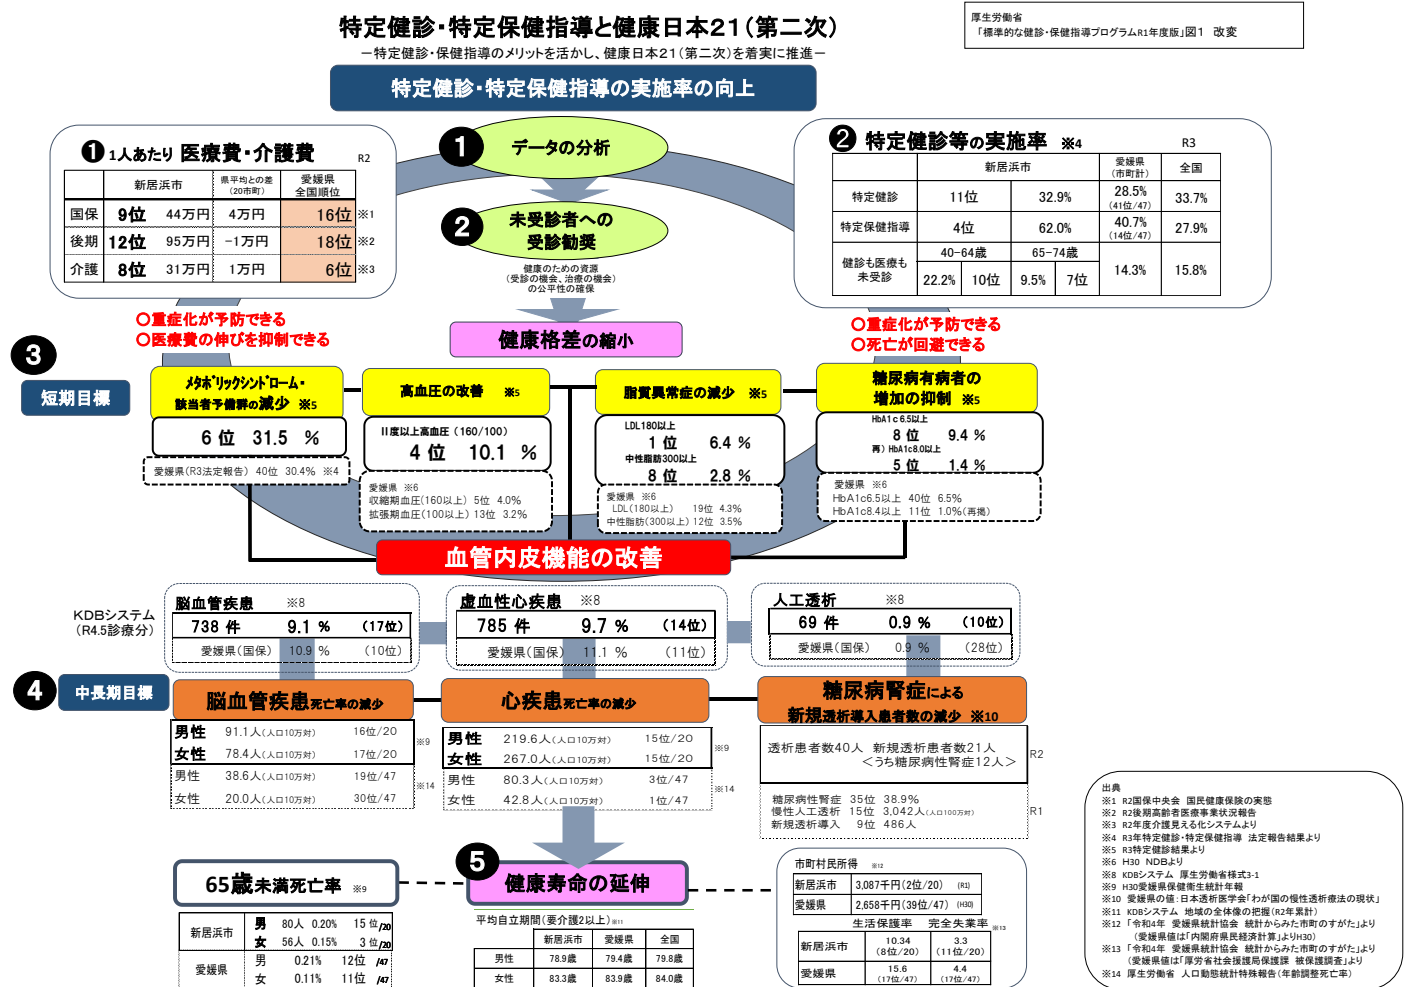 特定健診・特定保健指導と健康日本２１（第二次）
－特定健診・保健指導のメリットを活かし、健康日本２１（第二次）を着実に推進－
厚生労働省
「標準的な健診・保健指導プログラムR1年度版」図1　改変
特定健診・特定保健指導の実施率の向上
❶ 1人あたり 医療費・介護費 R2
新居浜市 県平均との差 愛媛県
（20市町） 全国順位
国保 9位 44万円 4万円 16位 ※1
後期 12位 95万円 -1万円 18位 ※2
介護 8位 31万円 1万円 6位 ※3
❶ データの分析
❷ 未受診者への
受診勧奨
健康のための資源
（受診の機会、治療の機会）
の公平性の確保
健康格差の縮小
❷ 特定健診等の実施率 ※4 R3
新居浜市 愛媛県 全国
（市町計）
特定健診 11位 32.9% 28.5% 33.7%
（41位/47）
特定保健指導 4位 62.0% 40.7% 27.9%
（14位/47）
健診も医療も 40-64歳 65-74歳 14.3% 15.8%
未受診 22.2% 10位 9.5% 7位
○重症化が予防できる
○医療費の伸びを抑制できる
○重症化が予防できる
○死亡が回避できる
❸
短期目標
メタボリックシンドローム・
該当者予備群の減少 ※5
6 位 31.5 %
愛媛県(R3法定報告) 40位 30.4% ※4
高血圧の改善 ※5
Ⅱ度以上高血圧（160/100）
4 位 10.1 %
愛媛県 ※6
収縮期血圧(160以上) 5位 4.0%
拡張期血圧(100以上) 13位 3.2%
脂質異常症の減少 ※5
LDL180以上
1 位 6.4 %
中性脂肪300以上
8 位 2.8 %
愛媛県 ※6
LDL(180以上) 19位 4.3%
中性脂肪(300以上) 12位 3.5%
糖尿病有病者の
増加の抑制 ※5
HbA1ｃ6.5以上
8 位 9.4 %
再）HbA1c8.0以上
5 位 1.4 %
愛媛県 ※6
HbA1c6.5以上 40位 6.5%
HbA1c8.4以上 11位 1.0%(再掲)
血管内皮機能の改善
KDBシステム
（R4.5診療分）
脳血管疾患 ※8
738 件 9.1 % （17位）
愛媛県(国保) 10.9 % （10位）
虚血性心疾患 ※8
785 件 9.7 % （14位）
愛媛県(国保) 11.1 % （11位）
人工透析 ※8
69 件 0.9 % （10位）
愛媛県(国保) 0.9 % （28位）
❹ 中長期目標
脳血管疾患死亡率の減少
男性 91.1人（人口10万対） 16位/20
女性 78.4人（人口10万対） 17位/20
※9
男性 38.6人（人口10万対） 19位/47
女性 20.0人（人口10万対） 30位/47
※14
心疾患死亡率の減少
男性 219.6人（人口10万対） 15位/20
女性 267.0人（人口10万対） 15位/20
※9
男性 80.3人（人口10万対） 3位/47
女性 42.8人（人口10万対） 1位/47
※14
糖尿病腎症による
新規透析導入患者数の減少 ※10
透析患者数40人 新規透析患者数21人
＜うち糖尿病性腎症12人＞
R2
糖尿病性腎症 35位 38.9%
慢性人工透析 15位 3,042人（人口100万対）
新規透析導入 9位 486人
R1
65歳未満死亡率 ※9
新居浜市 男 80人 0.20% 15 位/20
女 56人 0.15% 3 位/20
愛媛県 男 0.21% 12位 /47
女 0.11% 11位 /47
❺ 健康寿命の延伸
平均自立期間(要介護2以上)※11
新居浜市 愛媛県 全国
男性 78.9歳 79.4歳 79.8歳
女性 83.3歳 83.9歳 84.0歳
市町村民所得 ※12
新居浜市 3,087千円(2位/20) (R1)
愛媛県 2,658千円(39位/47) (H30)
生活保護率 完全失業率 ※13
新居浜市 10.34 3.3
（8位/20） （11位/20）
愛媛県 15.6 4.4
（17位/47） （17位/47）
出典
※1 R2国保中央会 国民健康保険の実態
※2 R2後期高齢者医療事業状況報告
※3 R2年度介護見える化システムより
※4 R3年特定健診・特定保健指導 法定報告結果より
※5 R3特定健診結果より
※6 H30 NDBより
※8 KDBシステム 厚生労働省様式3-1
※9 H30愛媛県保健衛生統計年報
※10 愛媛県の値：日本透析医学会「わが国の慢性透析療法の現状」
※11 KDBシステム 地域の全体像の把握(R2年累計)
※12 「令和4年 愛媛県統計協会 統計からみた市町のすがた」より
（愛媛県値は「内閣府県民経済計算」よりH30）
※13 「令和4年 愛媛県統計協会 統計からみた市町のすがた」より
（愛媛県値は「厚労省社会援護局保護課 被保護調査」より
※14 厚生労働省 人口動態統計特殊報告（年齢調整死亡率）